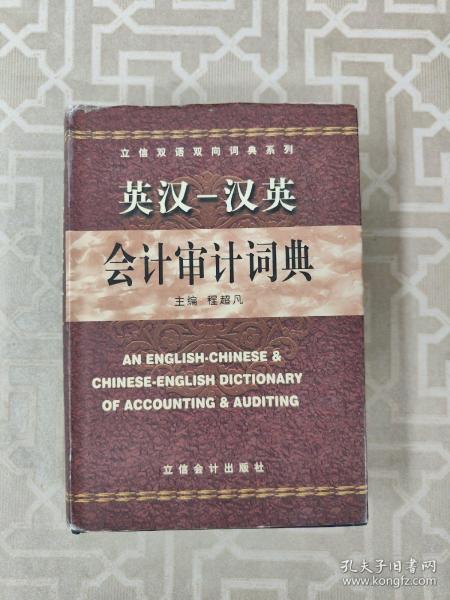 立信双语双向词典系列
英汉－汉英
会计审计词典
主编 程超凡
AN ENGLISH-CHINESE &
CHINESE-ENGLISH DICTIONARY
OF ACCOUNTING & AUDITING
立信会计出版社
孔夫子旧书网
www.kongfz.com